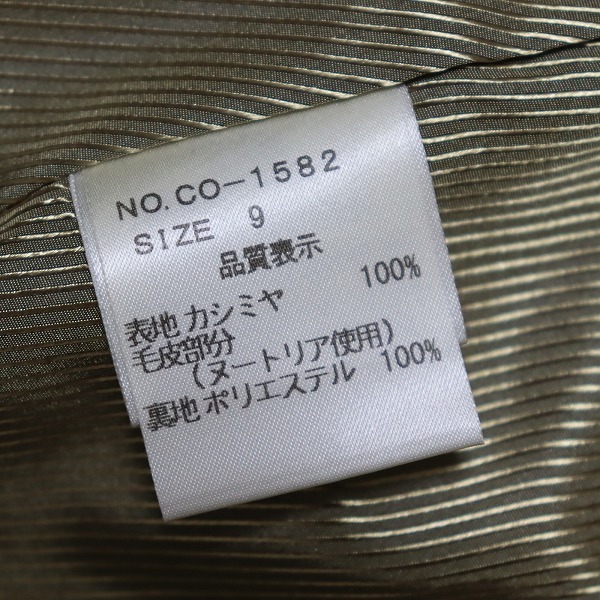 NO.CO-1582
SIZE 9
品質表示
表地 カシミヤ 100%
毛皮部分
(ヌートリア使用)
裏地 ポリエステル 100%